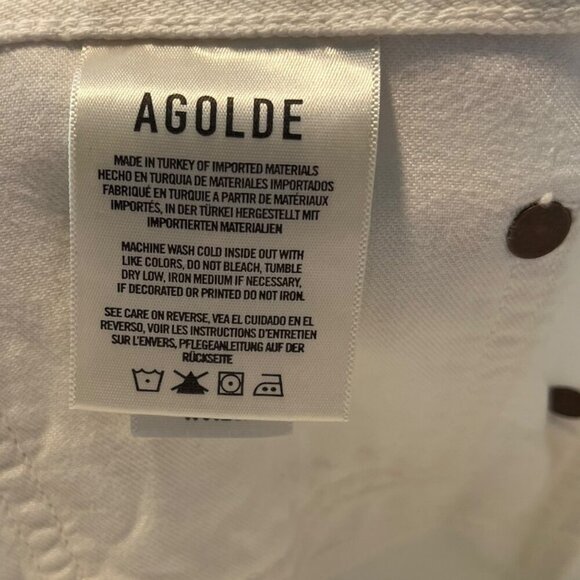 AGOLDE
MADE IN TURKEY OF IMPORTED MATERIALS
HECHO EN TURQUIA DE MATERIALES IMPORTADOS
FABRIQUÉ EN TURQUIE A PARTIR DE MATÉRIAUX
IMPORTÉS, IN DER TÜRKEI HERGESTELLT MIT
IMPORTIERTEN MATERIALIEN
MACHINE WASH COLD INSIDE OUT WITH
LIKE COLORS, DO NOT BLEACH, TUMBLE
DRY LOW, IRON MEDIUM IF NECESSARY,
IF DECORATED OR PRINTED DO NOT IRON.
SEE CARE ON REVERSE, VEA EL CUIDADO EN EL
REVERSO, VOIR LES INSTRUCTIONS D'ENTRETIEN
SUR L'ENVERS, PFLEGEANLEITUNG AUF DER
RÜCKSEITE